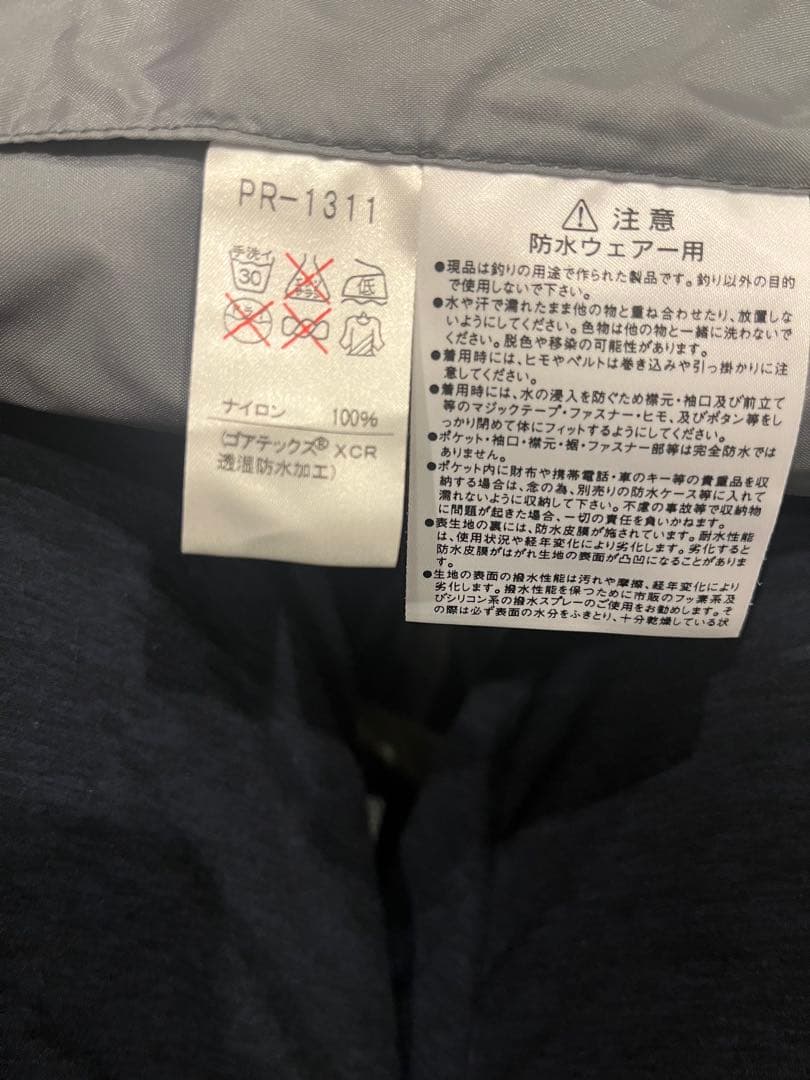 PR-1311
手洗イ
30
エンソ
サラシ
低
ドライ
ナイロン 100%
(ゴアテックス® XCR
透湿防水加工)
注意
防水ウェアー用
●現品は釣りの用途で作られた製品です。釣り以外の目的
で使用しないで下さい。
●水や汗で濡れたまま他の物と重ね合わせたり、放置しな
いようにしてください。色物は他の物と一緒に洗わないで
ください。脱色や移染の可能性があります。
●着用時には、ヒモやベルトは巻き込みや引っ掛かりに注
意してください。
●着用時には、水の浸入を防ぐため襟元・袖口及び前立て
等のマジックテープ・ファスナー・ヒモ、及びボタン等をし
っかり閉めて体にフィットするようにしてください。
●ポケット・袖口・襟元・裾・ファスナー部等は完全防水では
ありません。
●ポケット内に財布や携帯電話・車のキー等の貴重品を収
納する場合は、念の為、別売りの防水ケース等に入れて
濡れないように収納して下さい。不慮の事故等で収納物
に問題が起きた場合、一切の責任を負いかねます。
●表生地の裏には、防水皮膜が施されています。耐水性能
は、使用状況や経年変化により劣化します。劣化すると
防水皮膜がはがれ生地の表面が凸凹になることがありま
す。
●生地の表面の撥水性能は汚れや摩擦、経年変化により
劣化します。撥水性能を保つために市販のフッ素系及
びシリコン系の撥水スプレーのご使用をお勧めします。そ
の際は必ず表面の水分をふきとり、十分乾燥している状